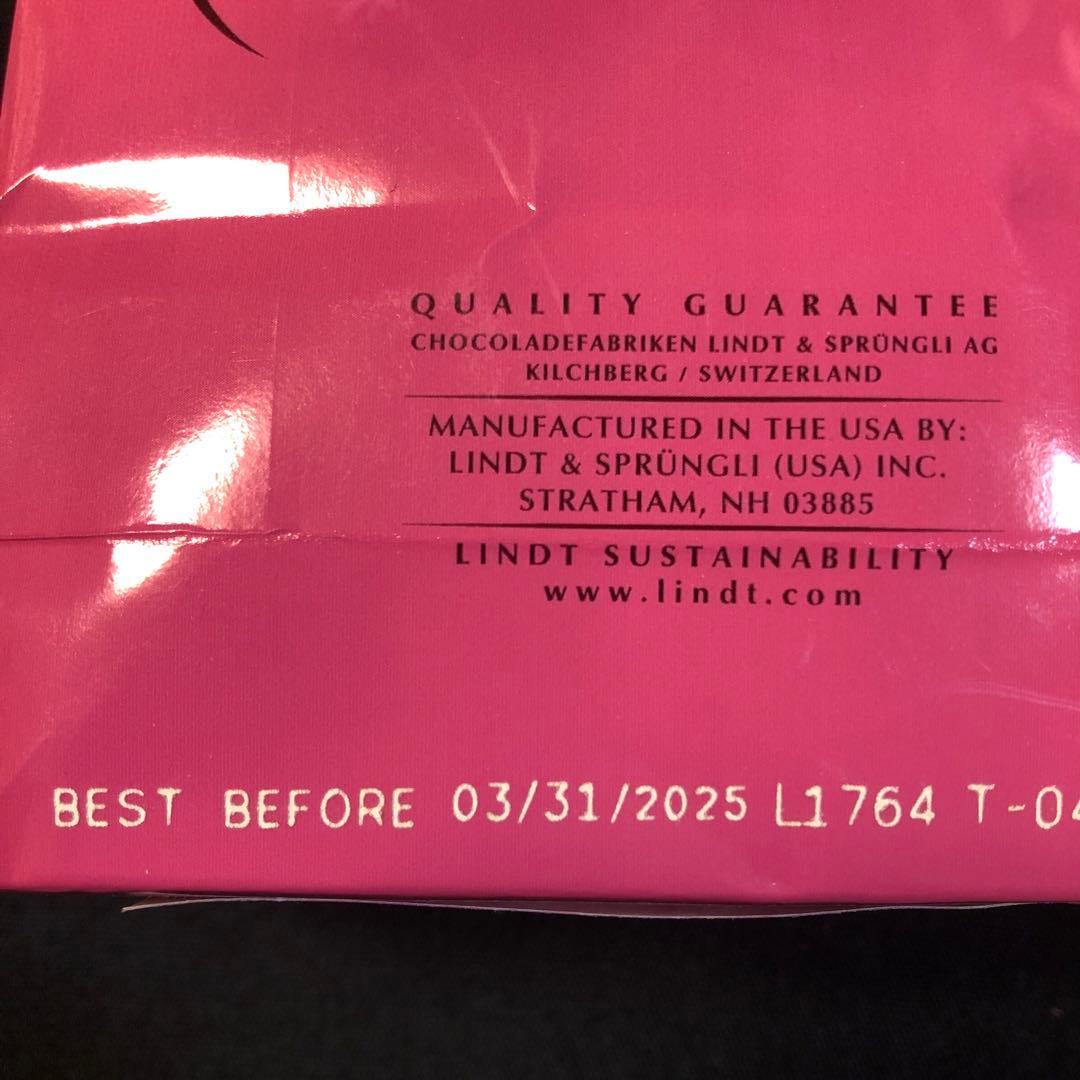 QUALITY GUARANTEE
CHOCOLADEFABRIKEN LINDT & SPRÜNGLI AG
KILCHBERG / SWITZERLAND
MANUFACTURED IN THE USA BY:
LINDT & SPRÜNGLI (USA) INC.
STRATHAM, NH 03885
LINDT SUSTAINABILITY
www.lindt.com
BEST BEFORE 03/31/2025 L1764 T-04